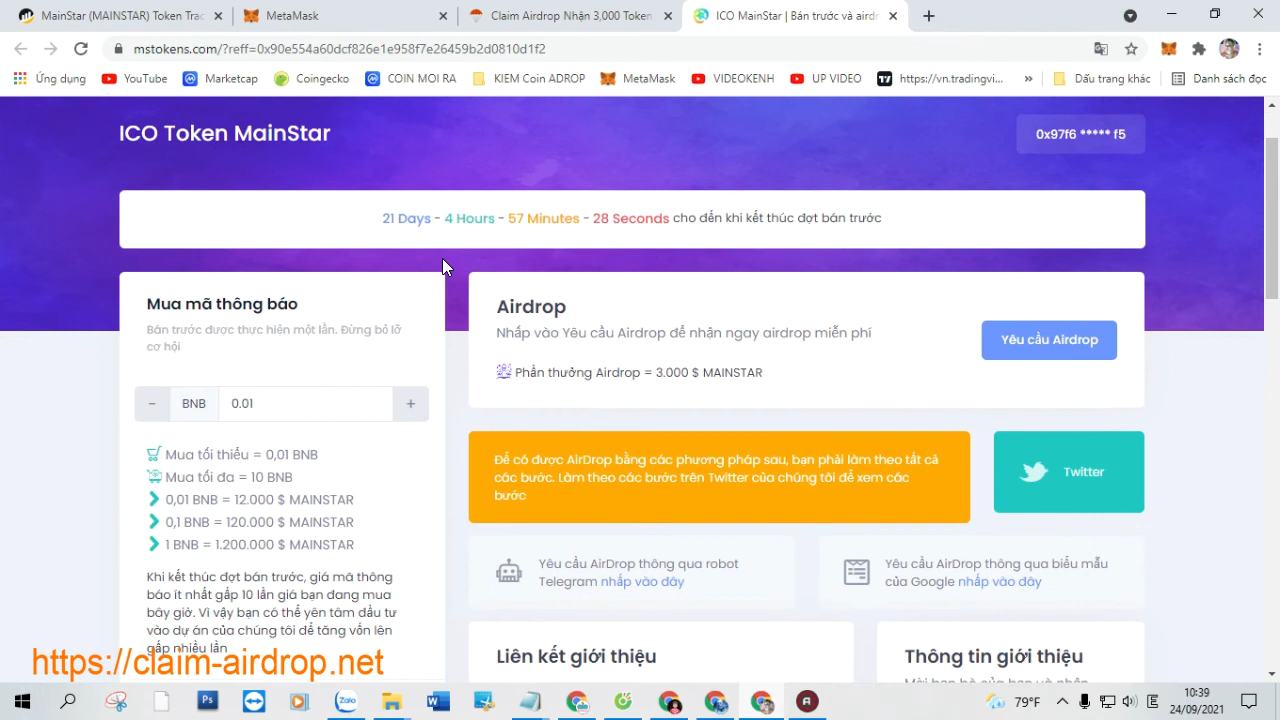 MainStar (MAINSTAR) Token Trac
MetaMask
Claim Airdrop Nhận 3,000 Token
ICO MainStar | Bán trước và airdr
mstokens.com/?reff=0x90e554a60dcf826e1e958f7e26459b2d0810d1f2
Ứng dụng
YouTube
Marketcap
Coingecko
COIN MOI RA
KIEM Coin ADROP
MetaMask
VIDEOKENH
UP VIDEO
https://vn.tradingvi...
»
Dấu trang khác
Danh sách đọc
ICO Token MainStar
0x97f6 ***** f5
21 Days - 4 Hours - 57 Minutes - 28 Seconds cho đến khi kết thúc đợt bán trước
Mua mã thông báo
Bán trước được thực hiện một lần. Đừng bỏ lỡ
cơ hội
- BNB 0.01 +
Mua tối thiểu = 0,01 BNB
Mua tối đa = 10 BNB
0,01 BNB = 12.000 $ MAINSTAR
0,1 BNB = 120.000 $ MAINSTAR
1 BNB = 1.200.000 $ MAINSTAR
Khi kết thúc đợt bán trước, giá mã thông
báo ít nhất gấp 10 lần giá bạn đang mua
bây giờ. Vì vậy bạn có thể yên tâm đầu tư
vào dự án của chúng tôi để tăng vốn lên
gấp nhiều lần
Airdrop
Nhấp vào Yêu cầu Airdrop để nhận ngay airdrop miễn phí
Yêu cầu Airdrop
Phần thưởng Airdrop = 3.000 $ MAINSTAR
Để có được AirDrop bằng các phương pháp sau, bạn phải làm theo tất cả
các bước. Làm theo các bước trên Twitter của chúng tôi để xem các
bước
Twitter
Yêu cầu AirDrop thông qua robot
Telegram nhấp vào đây
Yêu cầu AirDrop thông qua biểu mẫu
của Google nhấp vào đây
Liên kết giới thiệu
Thông tin giới thiệu
https://claim-airdrop.net
79°F
10:39
24/09/2021